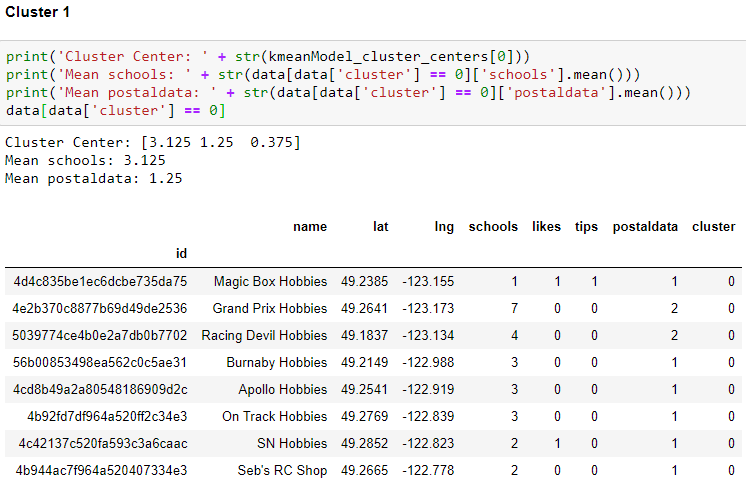 Cluster 1
print('Cluster Center: ' + str(kmeanModel_cluster_centers[0]))
print('Mean schools: ' + str(data[data['cluster'] == 0]['schools'].mean()))
print('Mean postaldata: ' + str(data[data['cluster'] == 0]['postaldata'].mean()))
data[data['cluster'] == 0]
Cluster Center: [3.125 1.25  0.375]
Mean schools: 3.125
Mean postaldata: 1.25
name lat lng schools likes tips postaldata cluster
id
4d4c835be1ec6dcbe735da75 Magic Box Hobbies 49.2385 -123.155 1 1 1 1 0
4e2b370c8877b69d49de2536 Grand Prix Hobbies 49.2641 -123.173 7 0 0 2 0
5039774ce4b0e2a7db0b7702 Racing Devil Hobbies 49.1837 -123.134 4 0 0 2 0
56b00853498ea562c0c5ae31 Burnaby Hobbies 49.2149 -122.988 3 0 0 1 0
4cd8b49a2a80548186909d2c Apollo Hobbies 49.2541 -122.919 3 0 0 1 0
4b92fd7df964a520ff2c34e3 On Track Hobbies 49.2769 -122.839 3 0 0 1 0
4c42137c520fa593c3a6caac SN Hobbies 49.2852 -122.823 2 1 0 1 0
4b944ac7f964a520407334e3 Seb's RC Shop 49.2665 -122.778 2 0 0 1 0